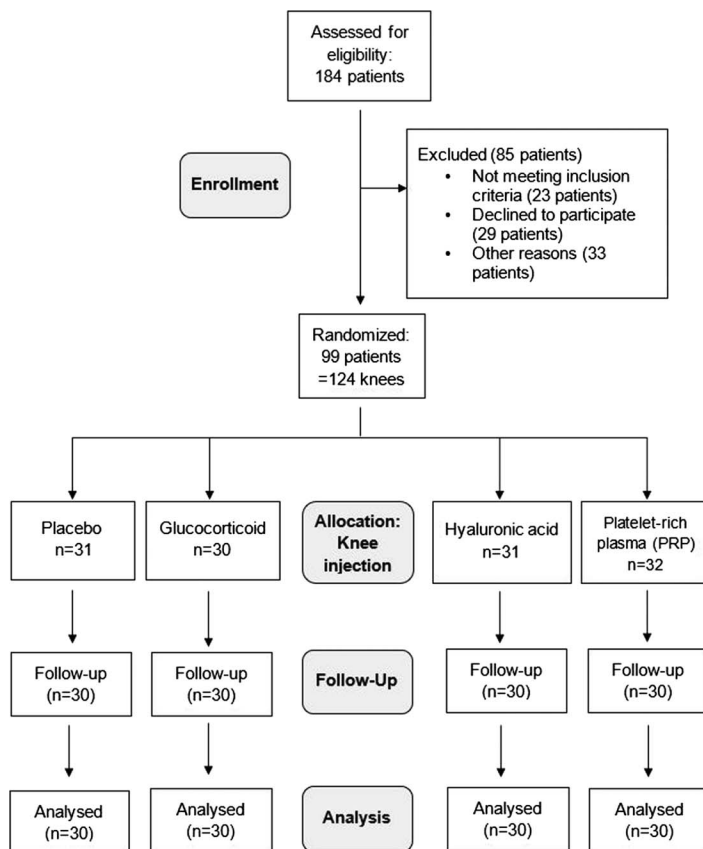 Assessed for
eligibility:
184 patients
Enrollment
Excluded (85 patients)
• Not meeting inclusion
criteria (23 patients)
• Declined to participate
(29 patients)
• Other reasons (33
patients)
Randomized:
99 patients
=124 knees
Placebo
n=31
Glucocorticoid
n=30
Allocation:
Knee
injection
Hyaluronic acid
n=31
Platelet-rich
plasma (PRP)
n=32
Follow-up
(n=30)
Follow-up
(n=30)
Follow-Up
Follow-up
(n=30)
Follow-up
(n=30)
Analysed
(n=30)
Analysed
(n=30)
Analysis
Analysed
(n=30)
Analysed
(n=30)